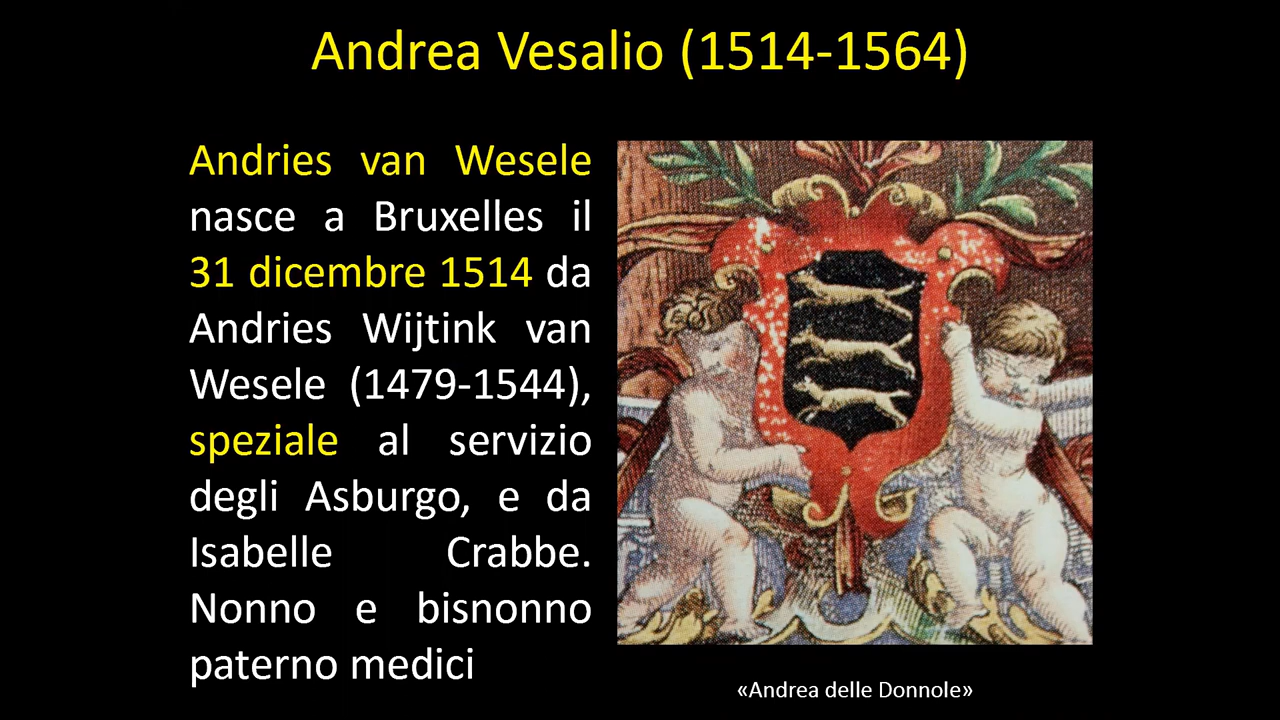 Andrea Vesalio (1514-1564)
Andries van Wesele
nasce a Bruxelles il
31 dicembre 1514 da
Andries Wijtink van
Wesele (1479-1544),
speziale al servizio
degli Asburgo, e da
Isabelle Crabbe.
Nonno e bisnonno
paterno medici
«Andrea delle Donnole»